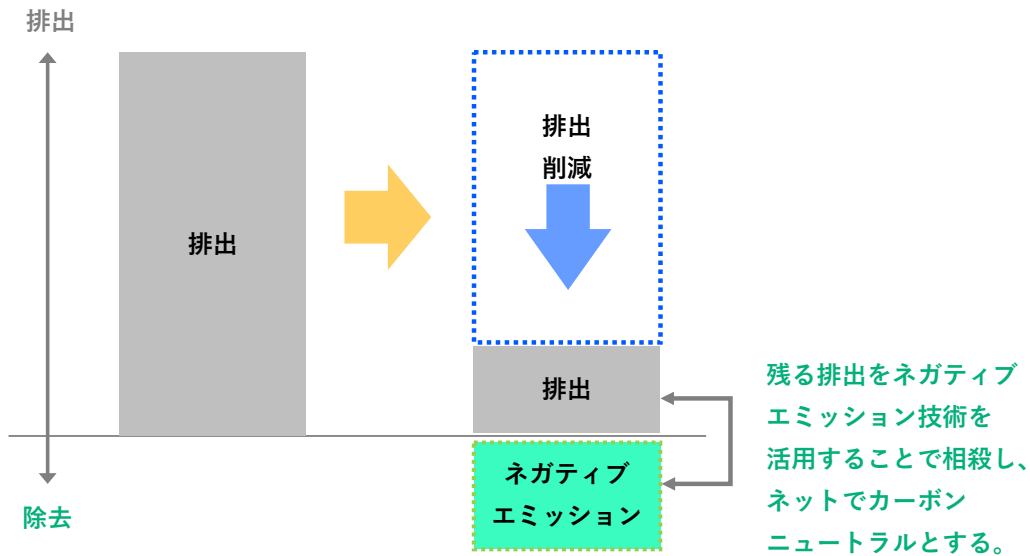 排出
排出
排出
削減
排出
ネガティブ
エミッション
除去
残る排出をネガティブ
エミッション技術を
活用することで相殺し、
ネットでカーボン
ニュートラルとする。